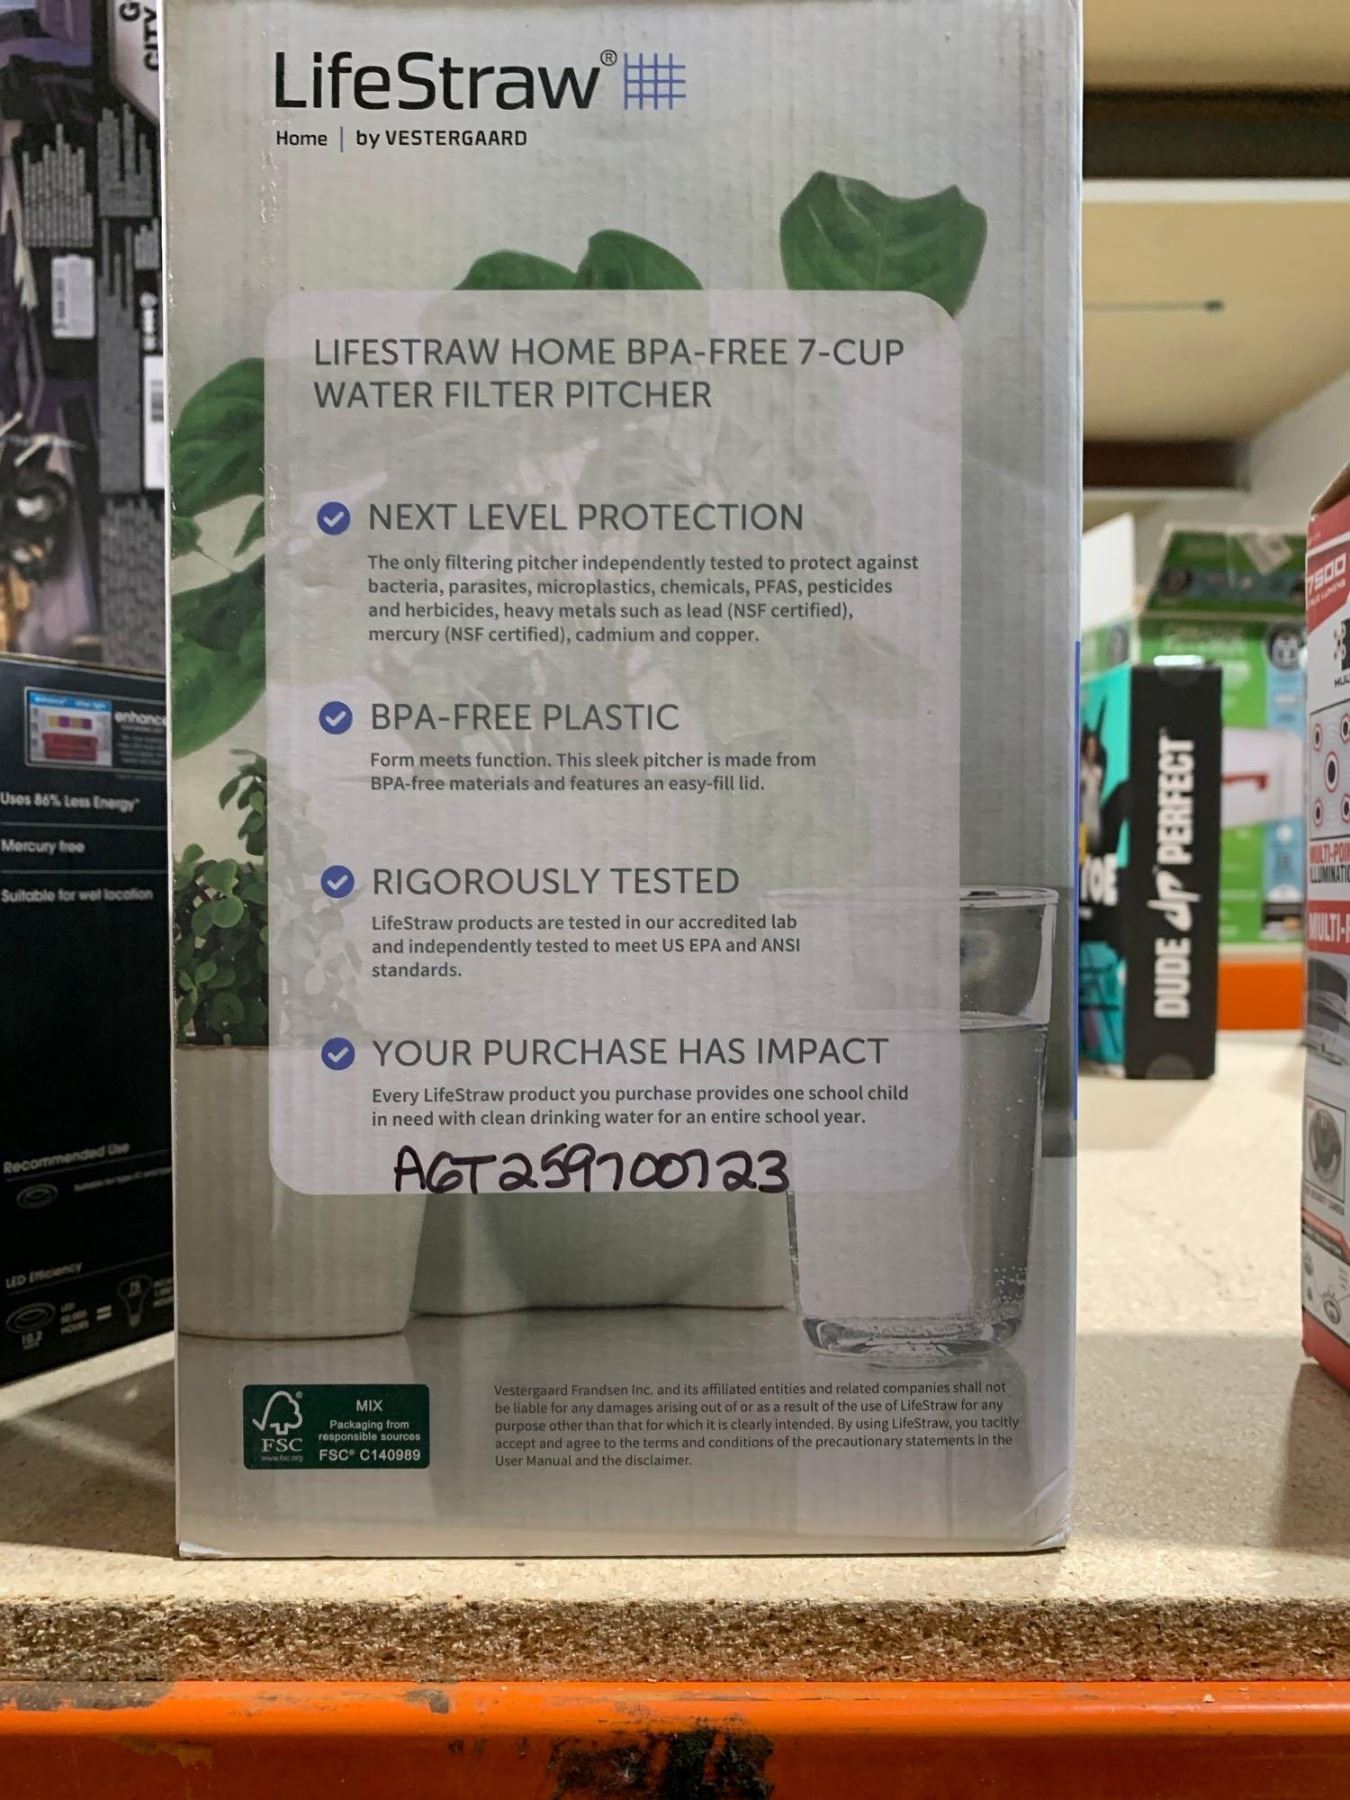 LifeStraw®
Home | by VESTERGAARD
LIFESTRAW HOME BPA-FREE 7-CUP
WATER FILTER PITCHER
NEXT LEVEL PROTECTION
The only filtering pitcher independently tested to protect against
bacteria, parasites, microplastics, chemicals, PFAS, pesticides
and herbicides, heavy metals such as lead (NSF certified),
mercury (NSF certified), cadmium and copper.
BPA-FREE PLASTIC
Form meets function. This sleek pitcher is made from
BPA-free materials and features an easy-fill lid.
RIGOROUSLY TESTED
LifeStraw products are tested in our accredited lab
and independently tested to meet US EPA and ANSI
standards.
YOUR PURCHASE HAS IMPACT
Every LifeStraw product you purchase provides one school child
in need with clean drinking water for an entire school year.
AGT259700723
FSC
www.fsc.org
MIX
Packaging from
responsible sources
FSC® C140989
Vestergaard Frandsen Inc. and its affiliated entities and related companies shall not
be liable for any damages arising out of or as a result of the use of LifeStraw for any
purpose other than that for which it is clearly intended. By using LifeStraw, you tacitly
accept and agree to the terms and conditions of the precautionary statements in the
User Manual and the disclaimer.
enhance
Uses 86% Less Energy*
Mercury free
Suitable for wet location
Recommended Use
LED Efficiency
DUDE dp PERFECT
7500